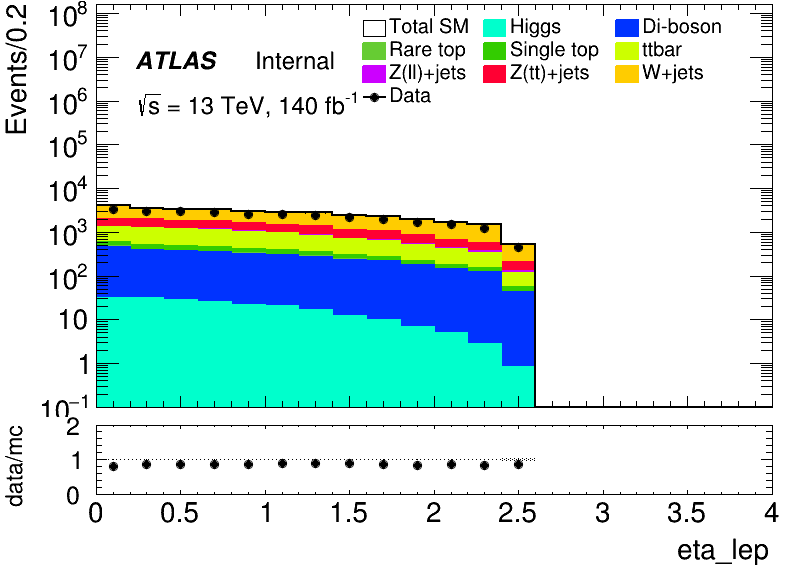 Events/0.2
10⁸
10⁷
10⁶
10⁵
10⁴
10³
10²
10
1
10⁻¹
ATLAS Internal
√s = 13 TeV, 140 fb⁻¹
Total SM Higgs Di-boson
Rare top Single top ttbar
Z(ll)+jets Z(tt)+jets W+jets
Data
data/mc
2
1
0
0 0.5 1 1.5 2 2.5 3 3.5 4
eta_lep